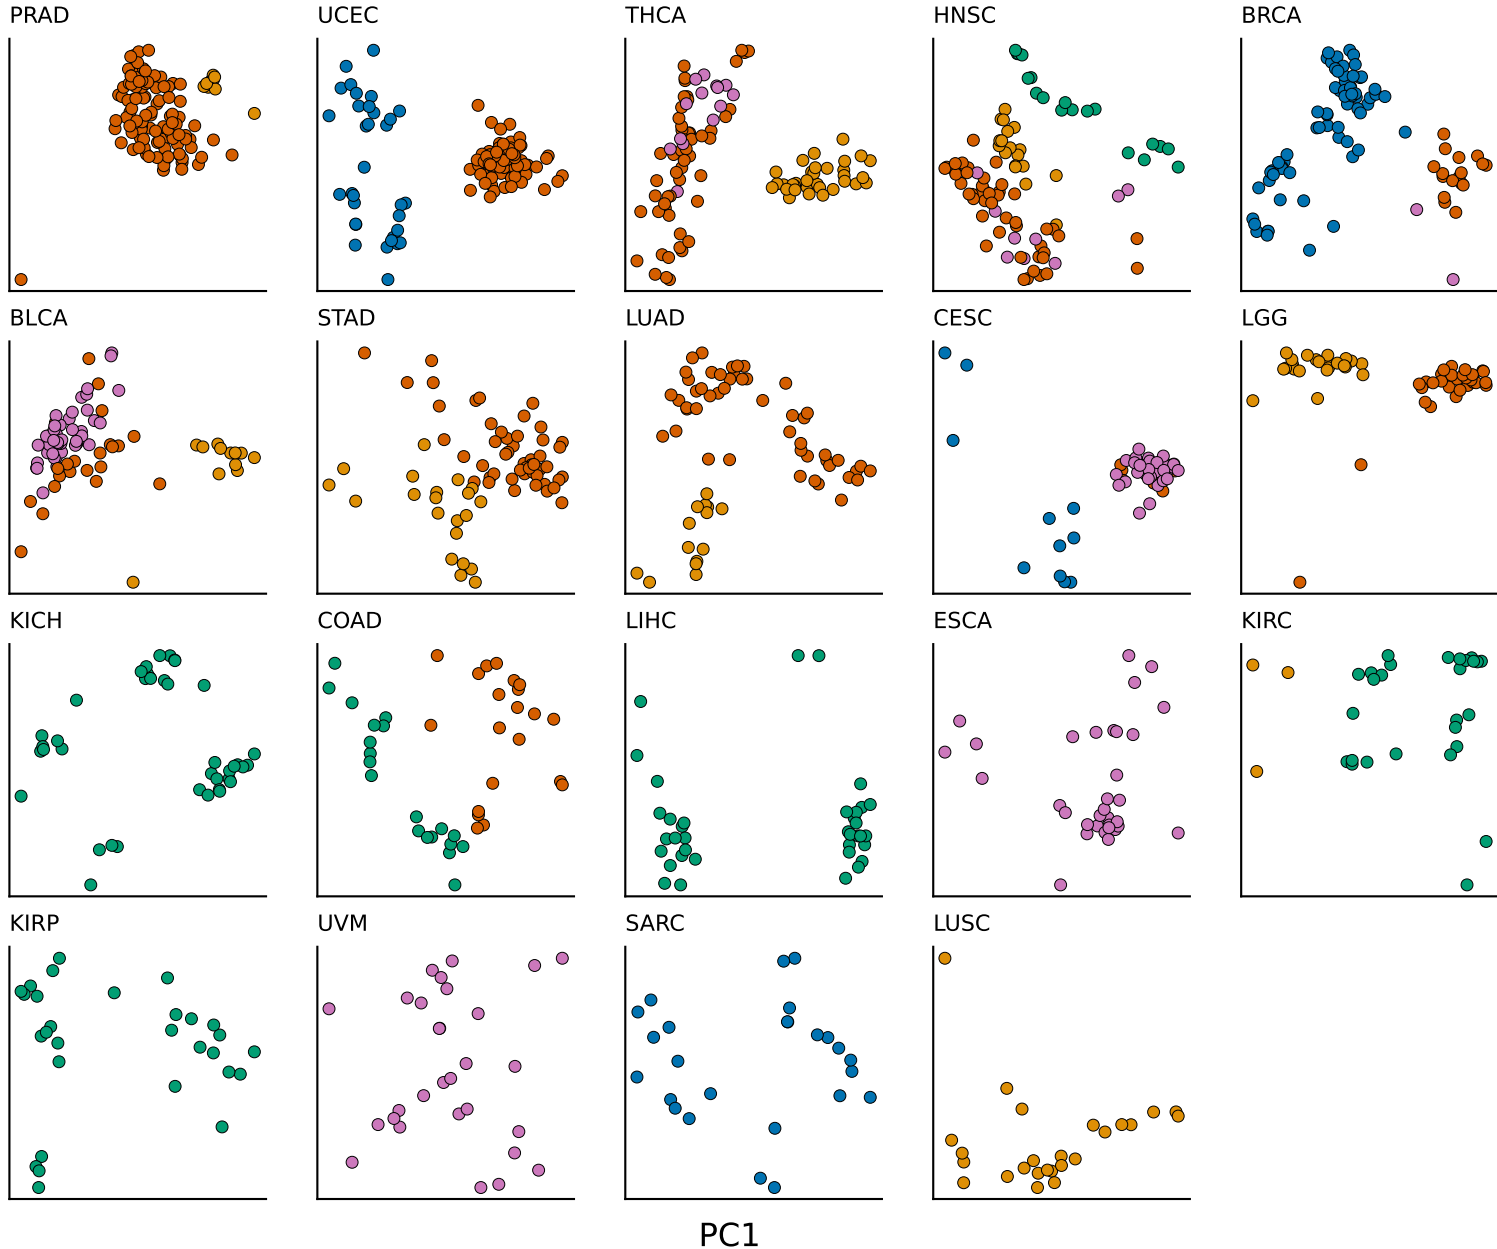 PRAD
UCEC
THCA
HNSC
BRCA
BLCA
STAD
LUAD
CESC
LGG
KICH
COAD
LIHC
ESCA
KIRC
KIRP
UVM
SARC
LUSC
PC1